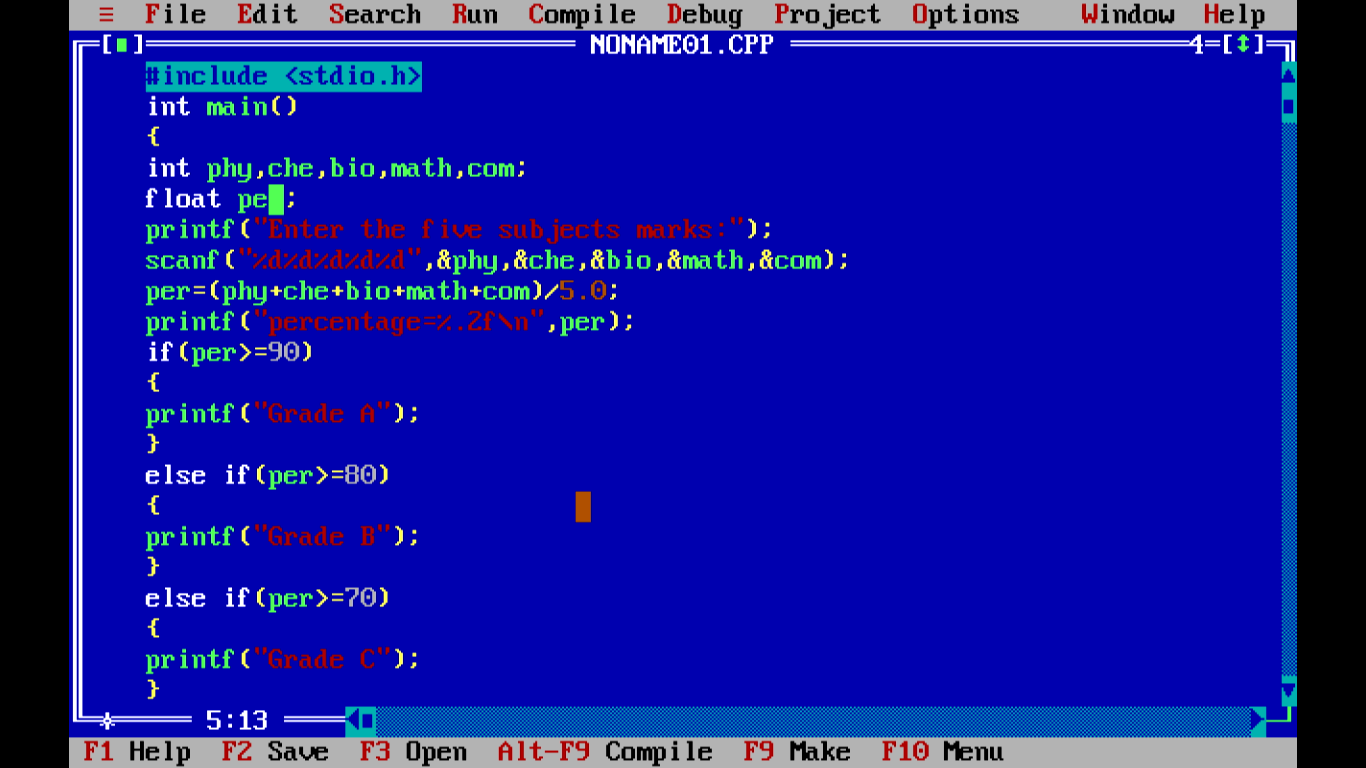 ≡ File Edit Search Run Compile Debug Project Options Window Help
[■] NONAME01.CPP 4=[↕]
#include <stdio.h>
int main()
{
int phy,che,bio,math,com;
float pe ;
printf("Enter the five subjects marks:");
scanf("%d%d%d%d%d",&phy,&che,&bio,&math,&com);
per=(phy+che+bio+math+com)/5.0;
printf("percentage=%.2f\n",per);
if(per>=90)
{
printf("Grade A");
}
else if(per>=80)
{
printf("Grade B");
}
else if(per>=70)
{
printf("Grade C");
}
5:13
F1 Help F2 Save F3 Open Alt-F9 Compile F9 Make F10 Menu